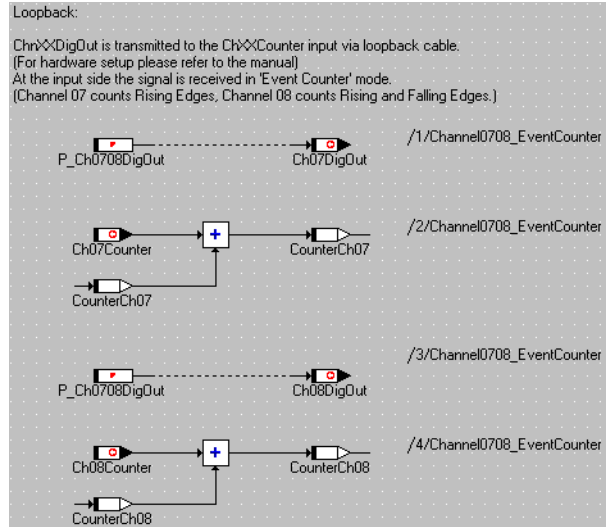 Loopback:
ChnXXDigOut is transmitted to the ChXXCounter input via loopback cable.
(For hardware setup please refer to the manual)
At the input side the signal is received in 'Event Counter' mode.
(Channel 07 counts Rising Edges, Channel 08 counts Rising and Falling Edges.)
/1/Channel0708_EventCounter
P_Ch0708DigOut Ch07DigOut
/2/Channel0708_EventCounter
+
Ch07Counter CounterCh07
CounterCh07
/3/Channel0708_EventCounter
P_Ch0708DigOut Ch08DigOut
/4/Channel0708_EventCounter
+
Ch08Counter CounterCh08
CounterCh08